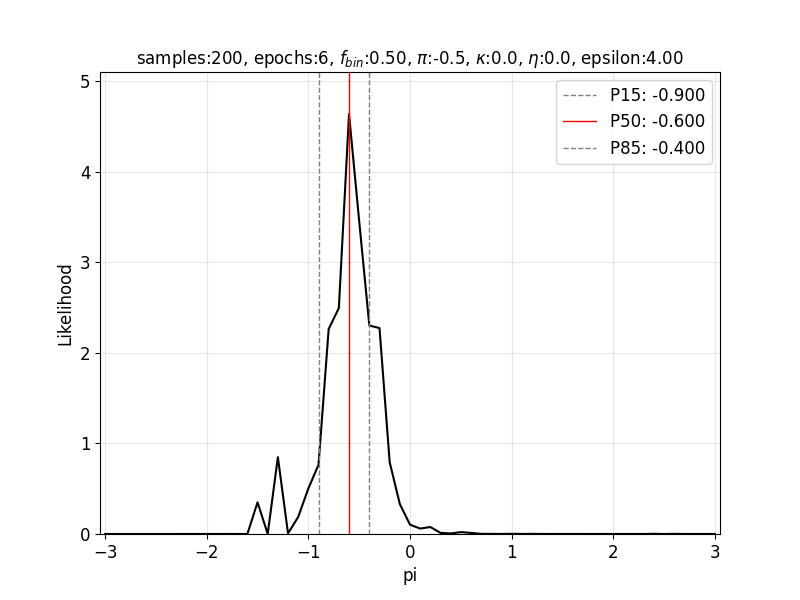 samples:200, epochs:6, f_bin:0.50, π:-0.5, κ:0.0, η:0.0, epsilon:4.00
P15: -0.900
P50: -0.600
P85: -0.400
Likelihood
5
4
3
2
1
0
−3 −2 −1 0 1 2 3
pi